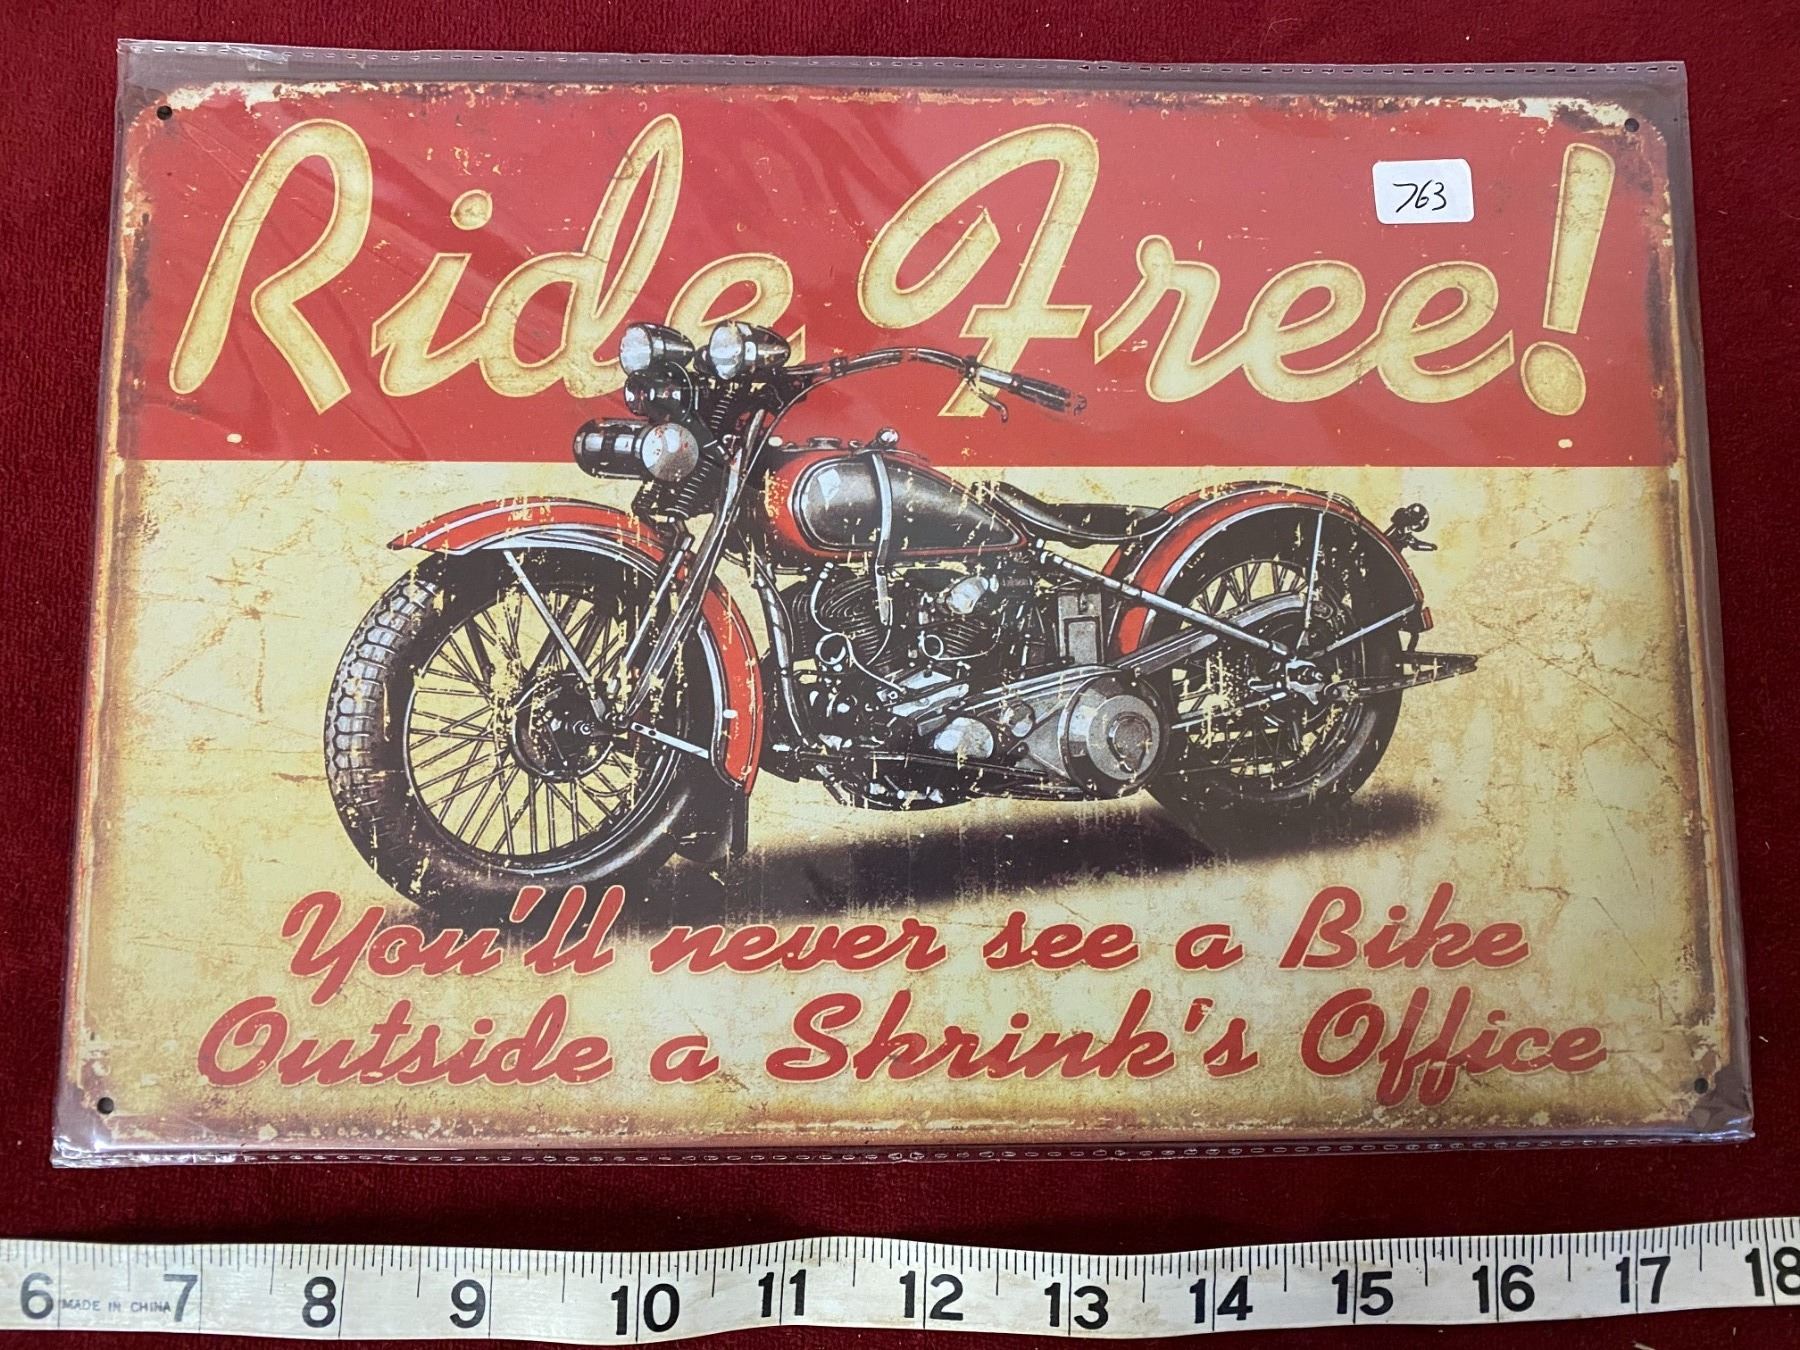 Ride Free!
763
You'll never see a Bike
Outside a Shrink's Office
6 MADE IN CHINA 7 8 9 10 11 12 13 14 15 16 17 18